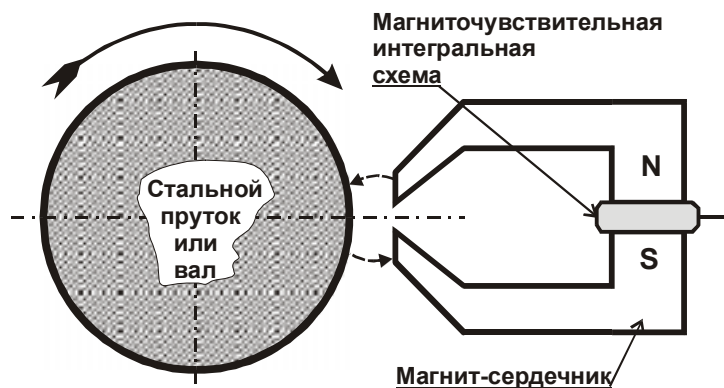 Магниточувствительная
интегральная
схема
Стальной
пруток
или
вал
N
S
Магнит-сердечник